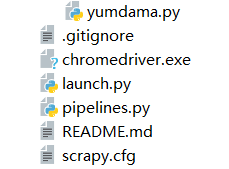 yumdama.py
.gitignore
chromedriver.exe
launch.py
pipelines.py
README.md
scrapy.cfg